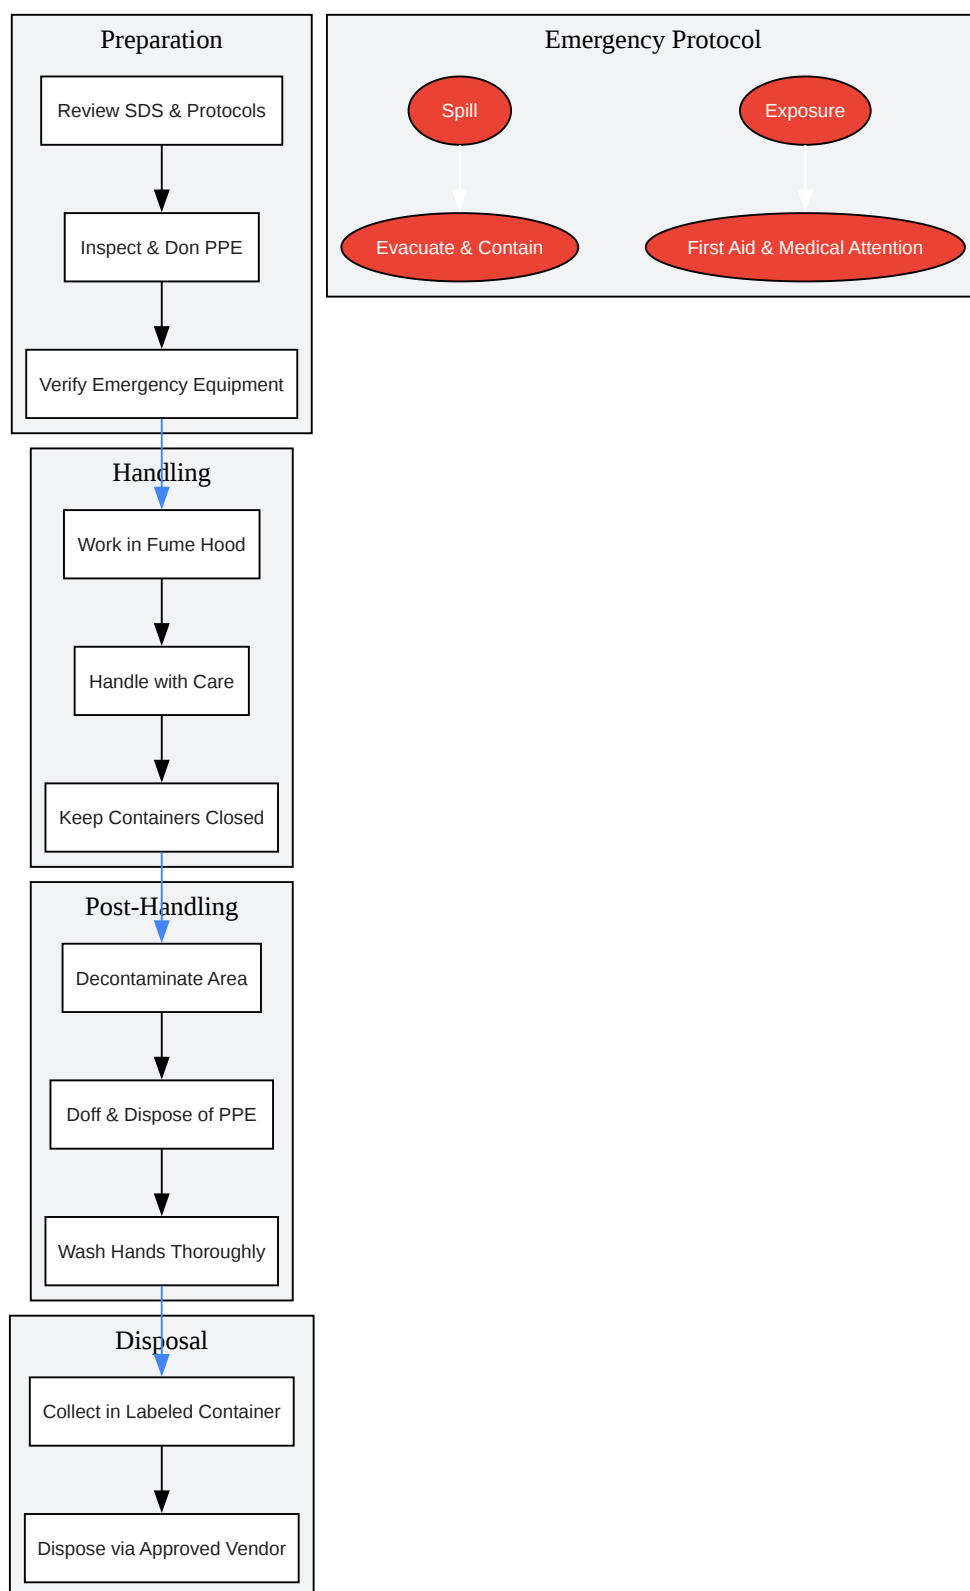 Preparation
Review SDS & Protocols
Inspect & Don PPE
Verify Emergency Equipment
Handling
Work in Fume Hood
Handle with Care
Keep Containers Closed
Post-Handling
Decontaminate Area
Doff & Dispose of PPE
Wash Hands Thoroughly
Disposal
Collect in Labeled Container
Dispose via Approved Vendor
Emergency Protocol
Spill
Evacuate & Contain
Exposure
First Aid & Medical Attention